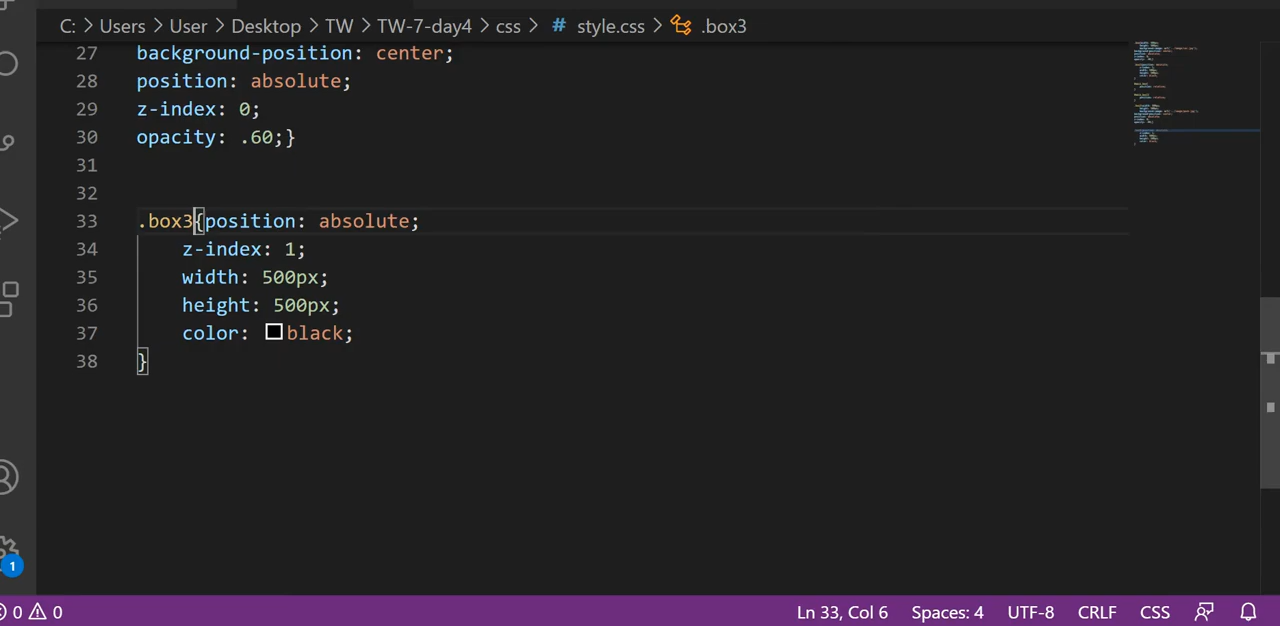 C: > Users > User > Desktop > TW > TW-7-day4 > css > # style.css > .box3
27 background-position: center;
28 position: absolute;
29 z-index: 0;
30 opacity: .60;}
31
32
33 .box3{position: absolute;
34 z-index: 1;
35 width: 500px;
36 height: 500px;
37 color: black;
38 }
1
0 0 Ln 33, Col 6 Spaces: 4 UTF-8 CRLF CSS